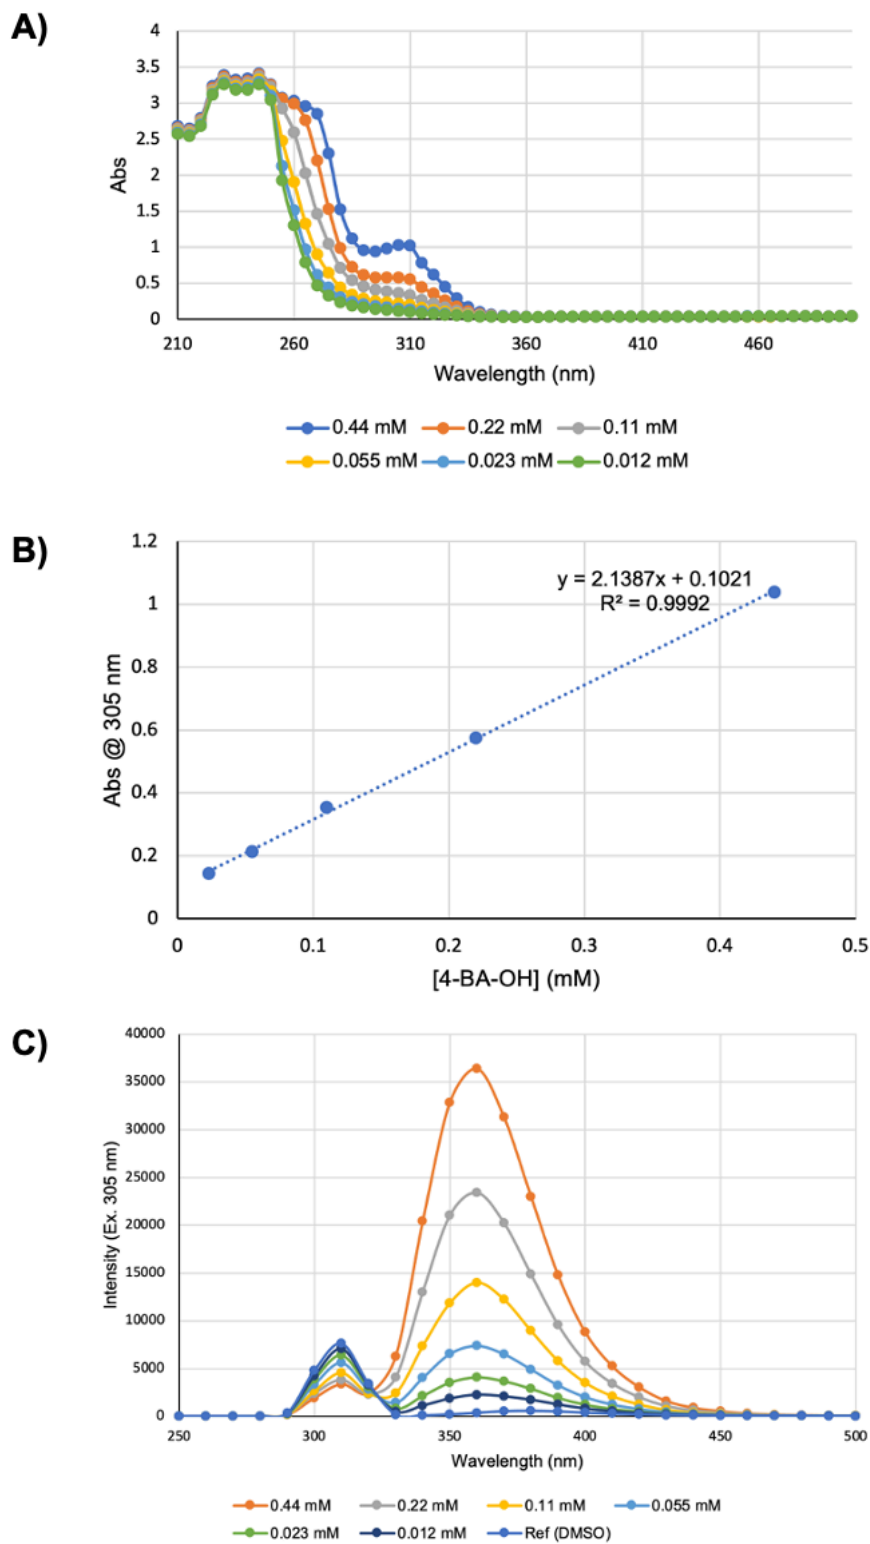 A)
4
3.5
3
2.5
2
1.5
1
0.5
0
Abs
210 260 310 360 410 460
Wavelength (nm)
0.44 mM 0.22 mM 0.11 mM
0.055 mM 0.023 mM 0.012 mM
B)
1.2
1
0.8
0.6
0.4
0.2
0
Abs @ 305 nm
y = 2.1387x + 0.1021
R² = 0.9992
0 0.1 0.2 0.3 0.4 0.5
[4-BA-OH] (mM)
C)
40000
35000
30000
25000
20000
15000
10000
5000
0
Intensity (Ex. 305 nm)
250 300 350 400 450 500
Wavelength (nm)
0.44 mM 0.22 mM 0.11 mM 0.055 mM
0.023 mM 0.012 mM Ref (DMSO)